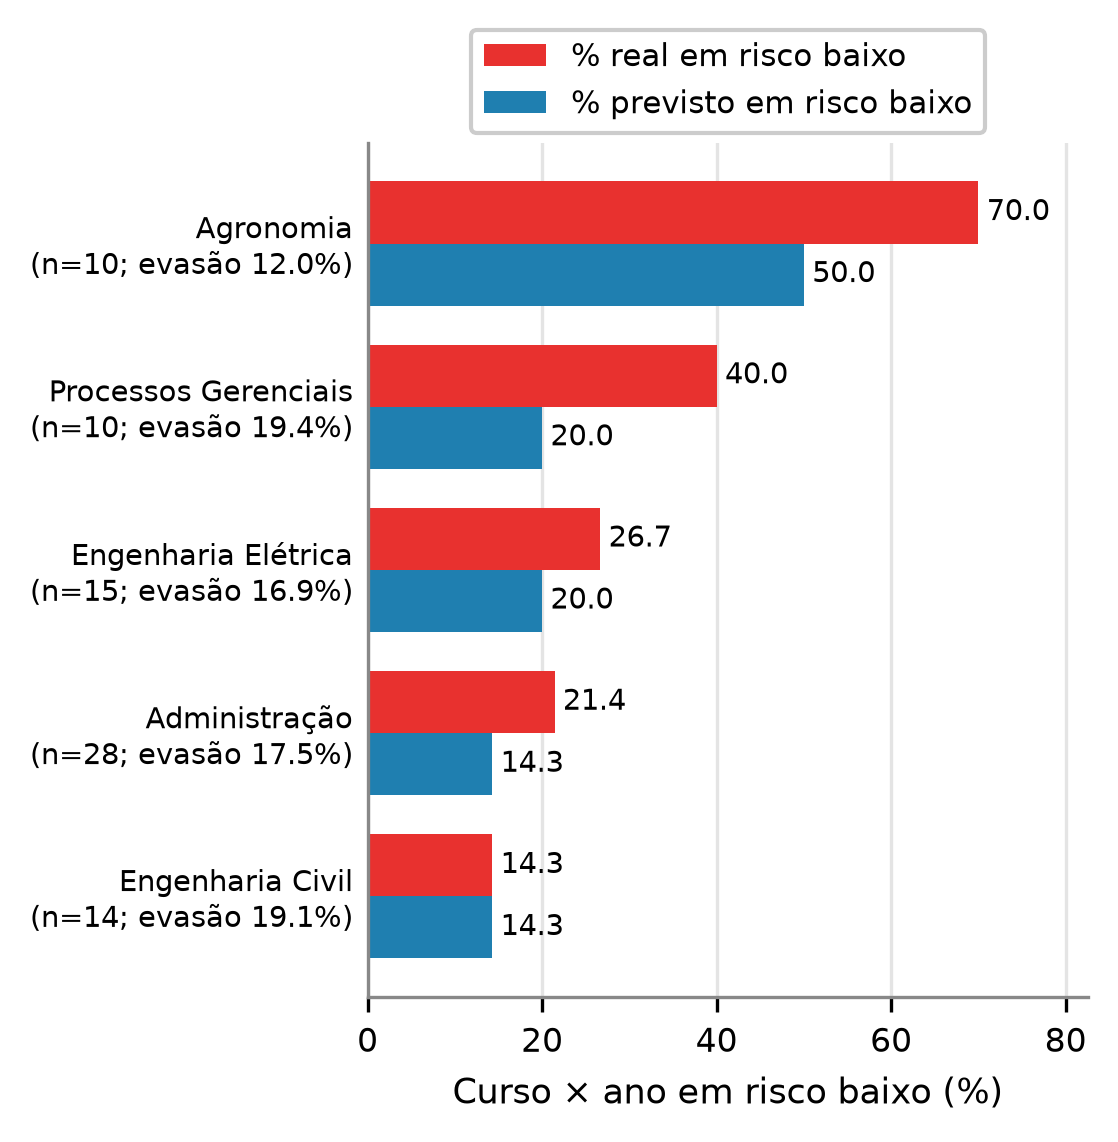 % real em risco baixo
% previsto em risco baixo
Agronomia
(n=10; evasão 12.0%)
70.0
50.0
Processos Gerenciais
(n=10; evasão 19.4%)
40.0
20.0
Engenharia Elétrica
(n=15; evasão 16.9%)
26.7
20.0
Administração
(n=28; evasão 17.5%)
21.4
14.3
Engenharia Civil
(n=14; evasão 19.1%)
14.3
14.3
0 20 40 60 80
Curso × ano em risco baixo (%)